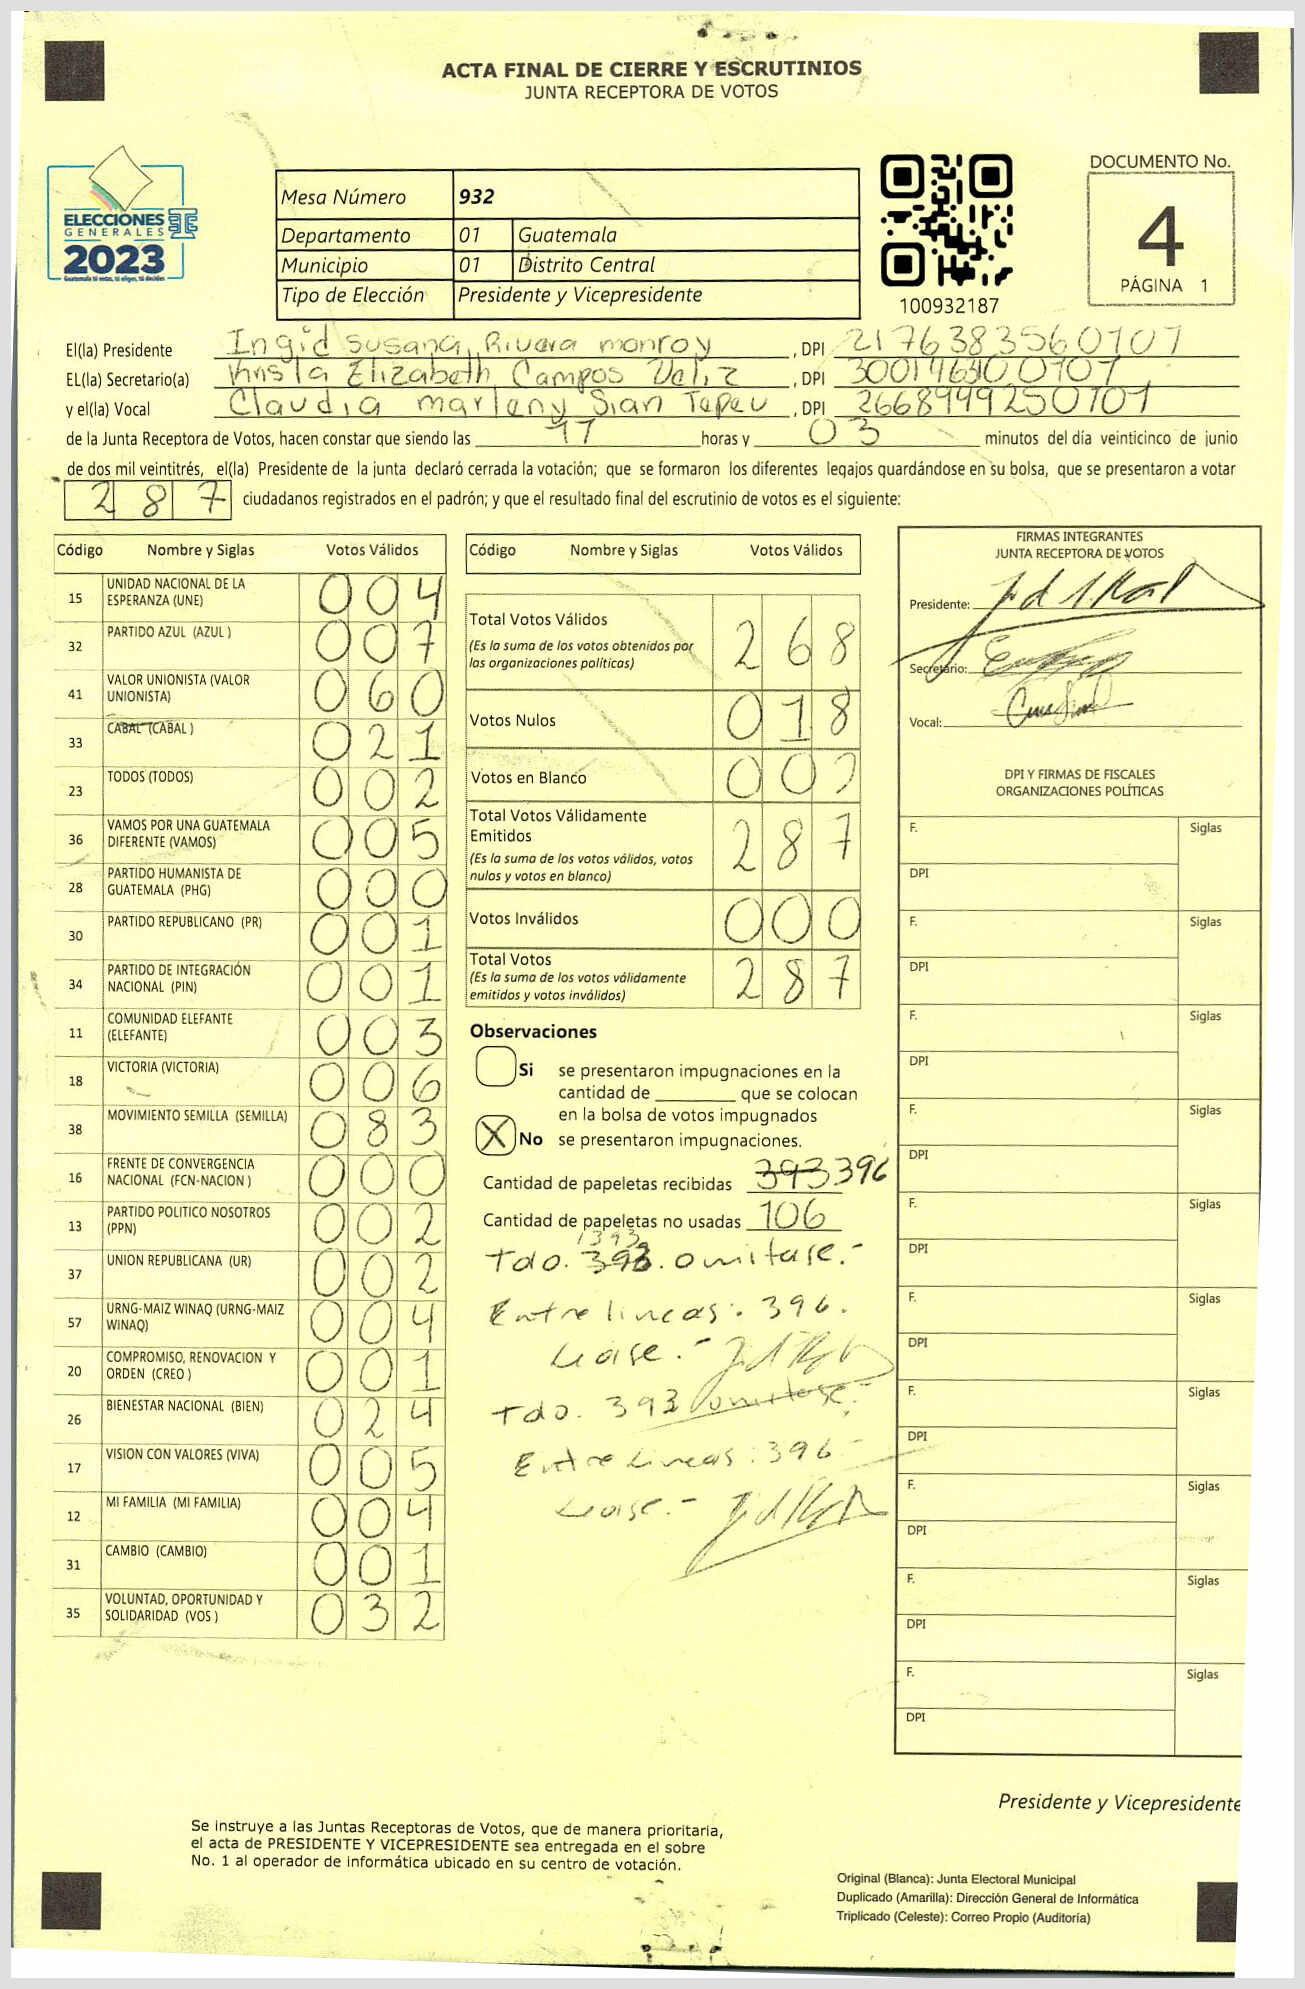 ACTA FINAL DE CIERRE Y ESCRUTINIOS
JUNTA RECEPTORA DE VOTOS
ELECCIONES
GENERALES
2023
Guatemala tú votas, tú eliges, tú decides
Mesa Número 932
Departamento 01 Guatemala
Municipio 01 Distrito Central
Tipo de Elección Presidente y Vicepresidente
100932187
DOCUMENTO No.
4
PÁGINA 1
El(la) Presidente Ingid Susana Rivera monroy, DPI 2176383560101
EL(la) Secretario(a) Krista Elizabeth Campos Veliz, DPI
y el(la) Vocal Claudia marleny Sian Tepeu, DPI 2668999250101
de la Junta Receptora de Votos, hacen constar que siendo las 17 horas y 03 minutos del día veinticinco de junio
de dos mil veintitrés, el(la) Presidente de la junta declaró cerrada la votación; que se formaron los diferentes legajos guardándose en su bolsa, que se presentaron a votar
287 ciudadanos registrados en el padrón; y que el resultado final del escrutinio de votos es el siguiente:
Código Nombre y Siglas Votos Válidos
15 UNIDAD NACIONAL DE LA ESPERANZA (UNE) 004
32 PARTIDO AZUL (AZUL ) 007
41 VALOR UNIONISTA (VALOR UNIONISTA) 060
33 CABAL (CABAL ) 021
23 TODOS (TODOS) 002
36 VAMOS POR UNA GUATEMALA DIFERENTE (VAMOS) 005
28 PARTIDO HUMANISTA DE GUATEMALA (PHG) 000
30 PARTIDO REPUBLICANO (PR) 001
34 PARTIDO DE INTEGRACIÓN NACIONAL (PIN) 001
11 COMUNIDAD ELEFANTE (ELEFANTE) 003
18 VICTORIA (VICTORIA) 006
38 MOVIMIENTO SEMILLA (SEMILLA) 083
16 FRENTE DE CONVERGENCIA NACIONAL (FCN-NACION ) 000
13 PARTIDO POLITICO NOSOTROS (PPN) 002
37 UNION REPUBLICANA (UR) 002
57 URNG-MAIZ WINAQ (URNG-MAIZ WINAQ) 004
20 COMPROMISO, RENOVACION Y ORDEN (CREO ) 001
26 BIENESTAR NACIONAL (BIEN) 024
17 VISION CON VALORES (VIVA) 005
12 MI FAMILIA (MI FAMILIA) 004
31 CAMBIO (CAMBIO) 001
35 VOLUNTAD, OPORTUNIDAD Y SOLIDARIDAD (VOS ) 032
Código Nombre y Siglas Votos Válidos
Total Votos Válidos 268
(Es la suma de los votos obtenidos por
las organizaciones políticas)
Votos Nulos 018
Votos en Blanco 001
Total Votos Válidamente
Emitidos 287
(Es la suma de los votos válidos, votos
nulos y votos en blanco)
Votos Inválidos 000
Total Votos 287
(Es la suma de los votos válidamente
emitidos y votos inválidos)
Observaciones
Si se presentaron impugnaciones en la
cantidad de ________ que se colocan
en la bolsa de votos impugnados
X No se presentaron impugnaciones.
Cantidad de papeletas recibidas 393 396
Cantidad de papeletas no usadas 106
393
Tdo. 393. omitase.-
Entre lineas: 396.
Lease.-
Tdo. 393 omitase.-
Entre Lineas: 396-
Lease.-
FIRMAS INTEGRANTES
JUNTA RECEPTORA DE VOTOS
Presidente:
Secretario:
Vocal:
DPI Y FIRMAS DE FISCALES
ORGANIZACIONES POLÍTICAS
F. Siglas
DPI
F. Siglas
DPI
F. Siglas
DPI
F. Siglas
DPI
F. Siglas
DPI
F. Siglas
DPI
F. Siglas
DPI
F. Siglas
DPI
F. Siglas
DPI
F. Siglas
DPI
Presidente y Vicepresidente
Se instruye a las Juntas Receptoras de Votos, que de manera prioritaria,
el acta de PRESIDENTE Y VICEPRESIDENTE sea entregada en el sobre
No. 1 al operador de informática ubicado en su centro de votación.
Original (Blanca): Junta Electoral Municipal
Duplicado (Amarilla): Dirección General de Informática
Triplicado (Celeste): Correo Propio (Auditoría)